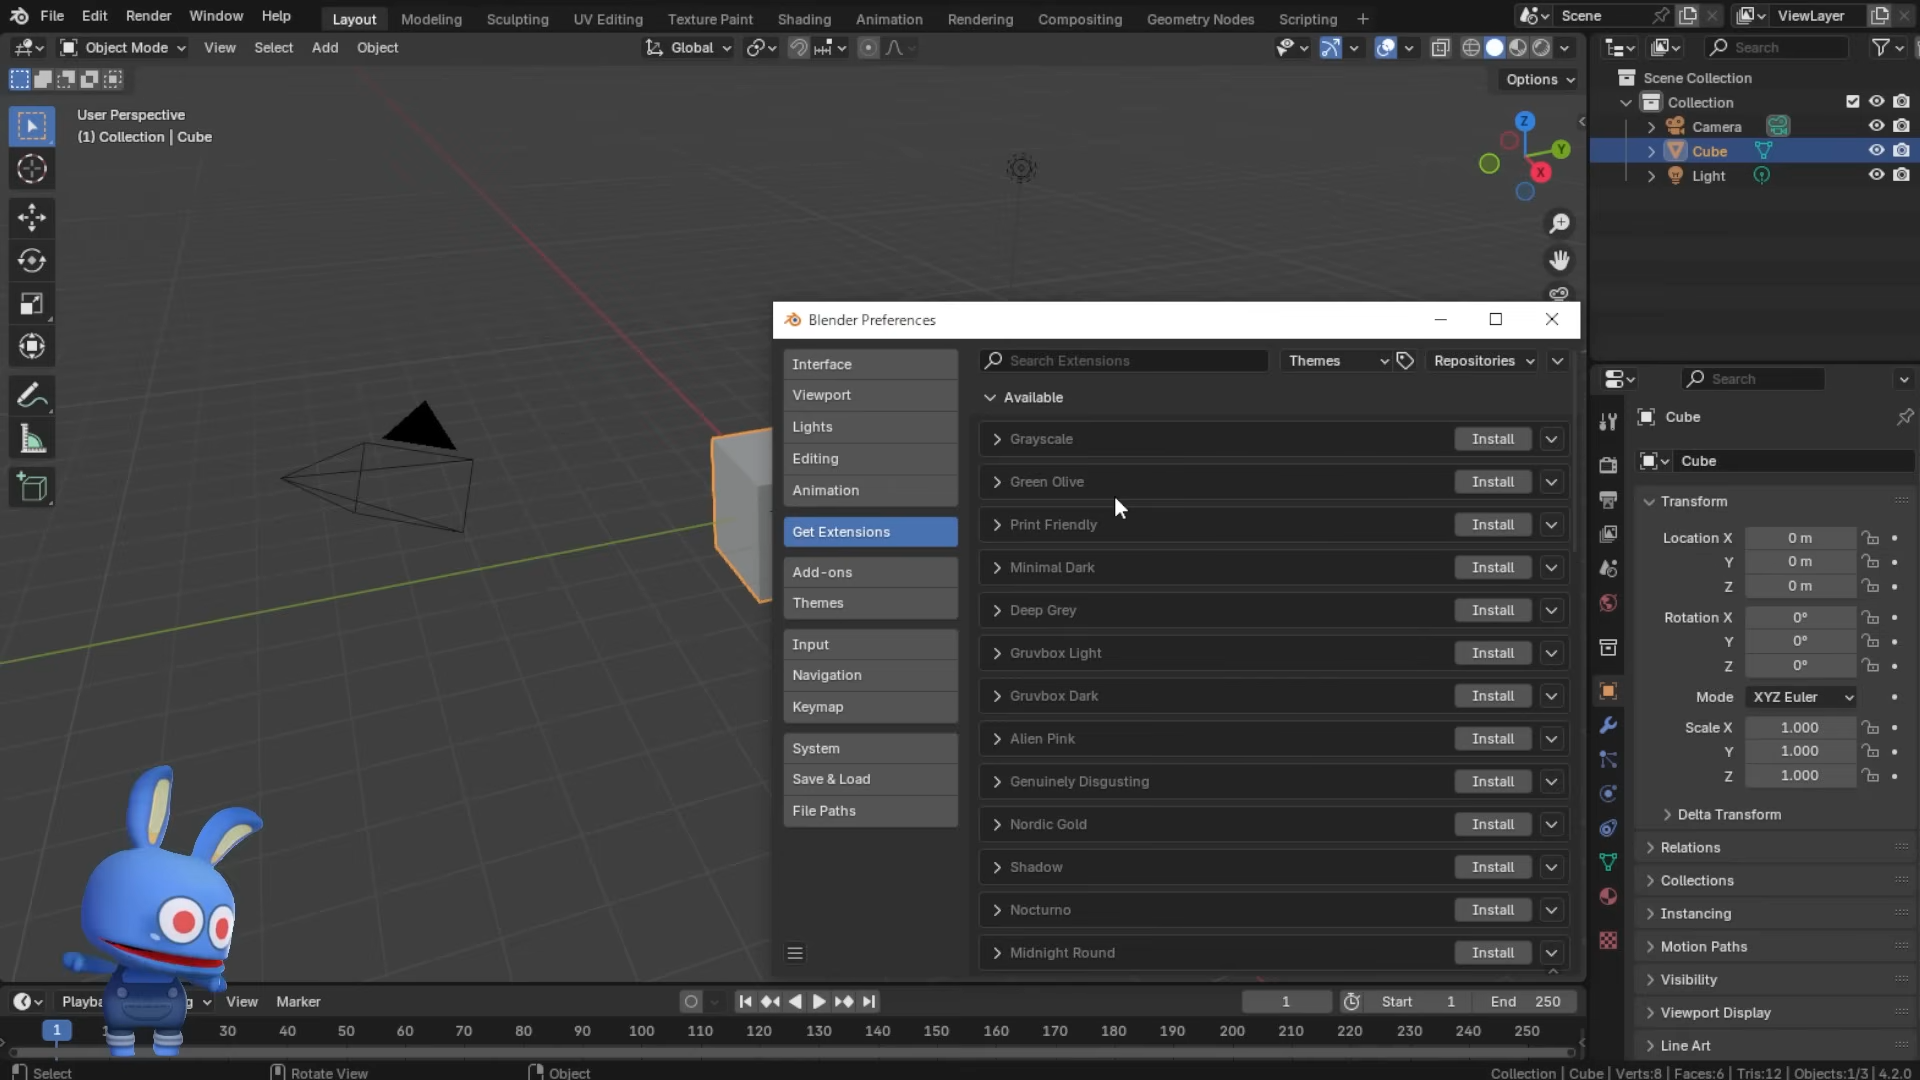 File Edit Render Window Help
Layout Modeling Sculpting UV Editing Texture Paint Shading Animation Rendering Compositing Geometry Nodes Scripting +
Scene ViewLayer
Object Mode View Select Add Object
Global
Search
Options
User Perspective
(1) Collection | Cube
Z
Y
X
Scene Collection
Collection
Camera
Cube
Light
Blender Preferences
Interface
Viewport
Lights
Editing
Animation
Get Extensions
Add-ons
Themes
Input
Navigation
Keymap
System
Save & Load
File Paths
Search Extensions Themes Repositories
Available
Grayscale Install
Green Olive Install
Print Friendly Install
Minimal Dark Install
Deep Grey Install
Gruvbox Light Install
Gruvbox Dark Install
Alien Pink Install
Genuinely Disgusting Install
Nordic Gold Install
Shadow Install
Nocturno Install
Midnight Round Install
Search
Cube
Cube
Transform
Location X 0 m
Y 0 m
Z 0 m
Rotation X 0°
Y 0°
Z 0°
Mode XYZ Euler
Scale X 1.000
Y 1.000
Z 1.000
Delta Transform
Relations
Collections
Instancing
Motion Paths
Visibility
Viewport Display
Line Art
View Marker
1 Start 1 End 250
1 30 40 50 60 70 80 90 100 110 120 130 140 150 160 170 180 190 200 210 220 230 240 250
Select Rotate View Object
Collection | Cube | Verts:8 | Faces:6 | Tris:12 | Objects:1/3 | 4.2.0